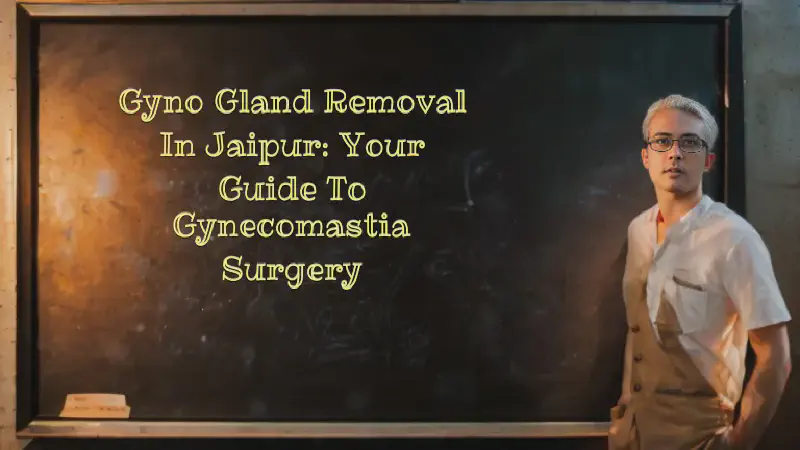 Gyno Gland Removal
In Jaipur: Your
Guide To
Gynecomastia
Surgery